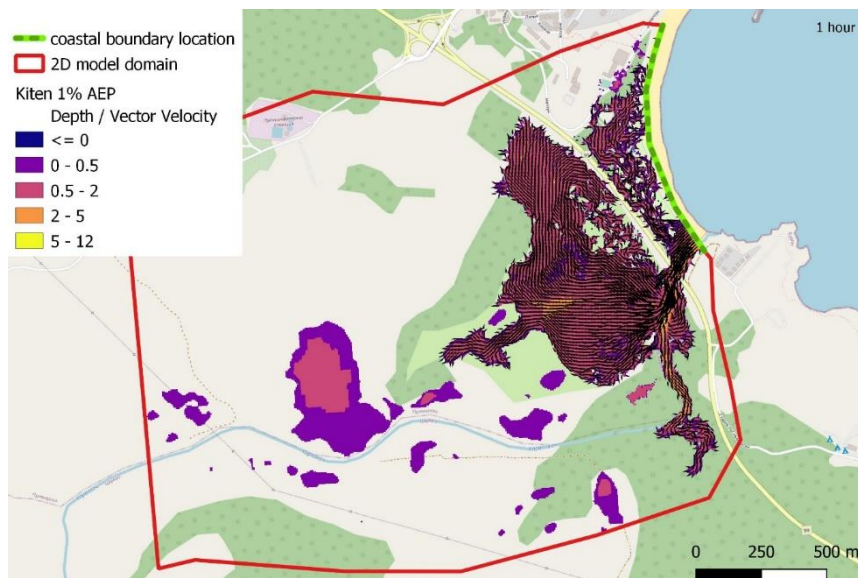 coastal boundary location
2D model domain
Kiten 1% AEP
Depth / Vector Velocity
<= 0
0 - 0.5
0.5 - 2
2 - 5
5 - 12
1 hour
0 250 500 m